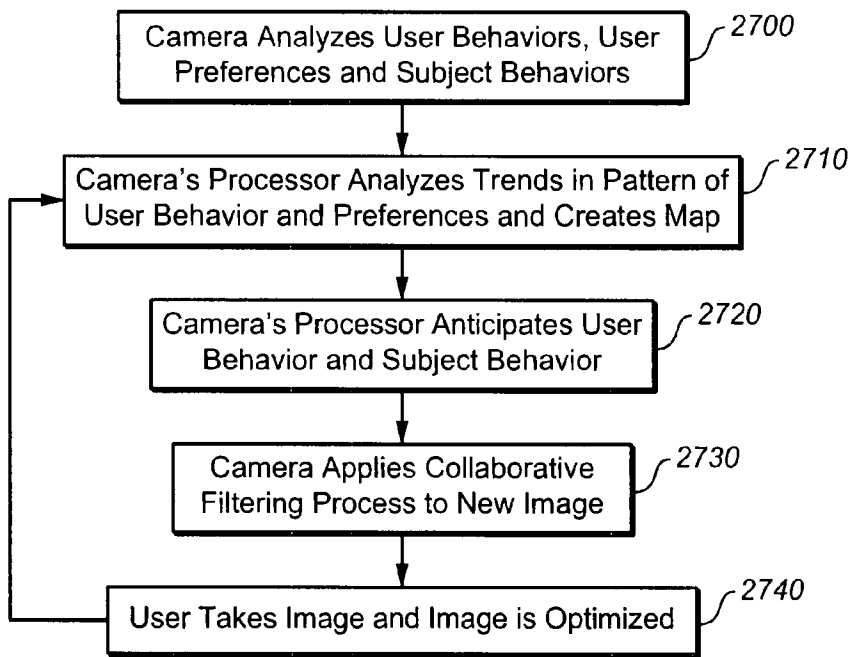 Camera Analyzes User Behaviors, User
Preferences and Subject Behaviors
2700
Camera's Processor Analyzes Trends in Pattern of
User Behavior and Preferences and Creates Map
2710
Camera's Processor Anticipates User
Behavior and Subject Behavior
2720
Camera Applies Collaborative
Filtering Process to New Image
2730
User Takes Image and Image is Optimized
2740